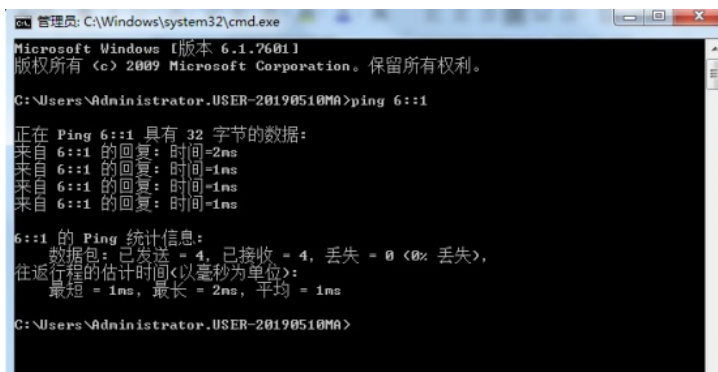 管理员: C:\Windows\system32\cmd.exe
Microsoft Windows [版本 6.1.7601]
版权所有 (c) 2009 Microsoft Corporation。保留所有权利。
C:\Users\Administrator.USER-20190510MA>ping 6::1
正在 Ping 6::1 具有 32 字节的数据:
来自 6::1 的回复: 时间=2ms
来自 6::1 的回复: 时间=1ms
来自 6::1 的回复: 时间=1ms
来自 6::1 的回复: 时间=1ms
6::1 的 Ping 统计信息:
数据包: 已发送 = 4, 已接收 = 4, 丢失 = 0 (0% 丢失),
往返行程的估计时间(以毫秒为单位):
最短 = 1ms, 最长 = 2ms, 平均 = 1ms
C:\Users\Administrator.USER-20190510MA>